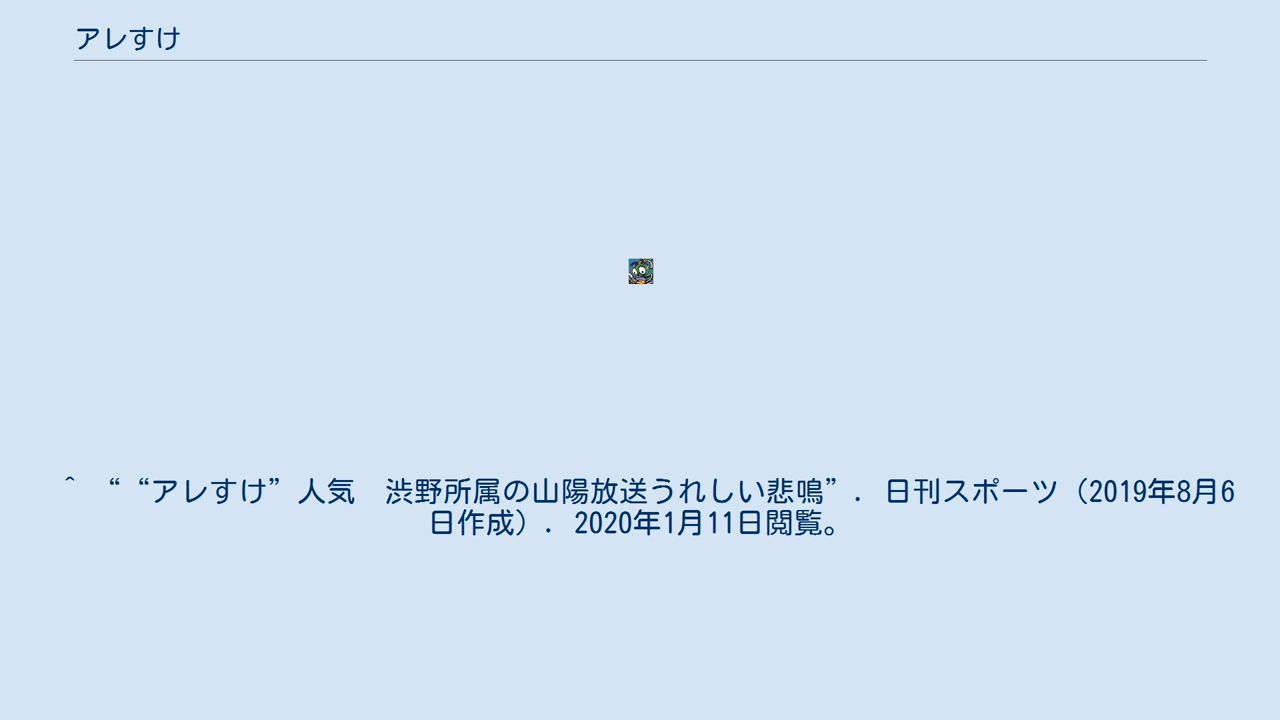 アレすけ
^ ““アレすけ”人気　渋野所属の山陽放送うれしい悲鳴”. 日刊スポーツ（2019年8月6
日作成）. 2020年1月11日閲覧。